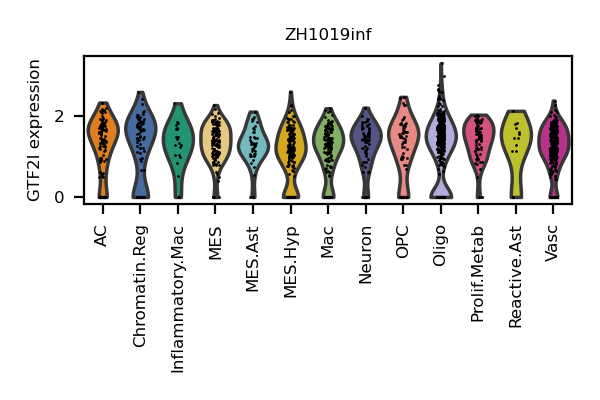 ZH1019inf
GTF2I expression
2
0
AC
Chromatin.Reg
Inflammatory.Mac
MES
MES.Ast
MES.Hyp
Mac
Neuron
OPC
Oligo
Prolif.Metab
Reactive.Ast
Vasc